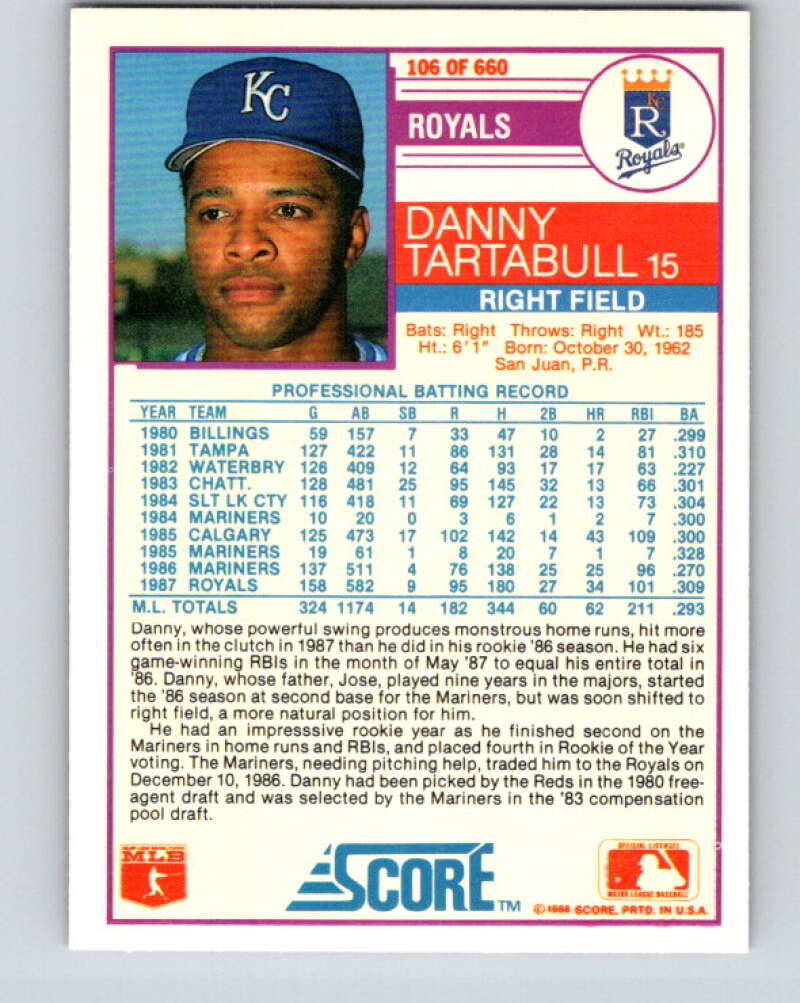 KC
106 OF 660
ROYALS
KC
R
Royals
DANNY
TARTABULL 15
RIGHT FIELD
Bats: Right Throws: Right Wt.: 185
Ht.: 6'1" Born: October 30, 1962
San Juan, P.R.
PROFESSIONAL BATTING RECORD
YEAR TEAM G AB SB R H 2B HR RBI BA
1980 BILLINGS 59 157 7 33 47 10 2 27 .299
1981 TAMPA 127 422 11 86 131 28 14 81 .310
1982 WATERBRY 126 409 12 64 93 17 17 63 .227
1983 CHATT. 128 481 25 95 145 32 13 66 .301
1984 SLT LK CTY 116 418 11 69 127 22 13 73 .304
1984 MARINERS 10 20 0 3 6 1 2 7 .300
1985 CALGARY 125 473 17 102 142 14 43 109 .300
1985 MARINERS 19 61 1 8 20 7 1 7 .328
1986 MARINERS 137 511 4 76 138 25 25 96 .270
1987 ROYALS 158 582 9 95 180 27 34 101 .309
M.L. TOTALS 324 1174 14 182 344 60 62 211 .293
Danny, whose powerful swing produces monstrous home runs, hit more
often in the clutch in 1987 than he did in his rookie '86 season. He had six
game-winning RBIs in the month of May '87 to equal his entire total in
'86. Danny, whose father, Jose, played nine years in the majors, started
the '86 season at second base for the Mariners, but was soon shifted to
right field, a more natural position for him.
He had an impresssive rookie year as he finished second on the
Mariners in home runs and RBIs, and placed fourth in Rookie of the Year
voting. The Mariners, needing pitching help, traded him to the Royals on
December 10, 1986. Danny had been picked by the Reds in the 1980 free-
agent draft and was selected by the Mariners in the '83 compensation
pool draft.
MLB
SCORE™
OFFICIAL LICENSEE
MAJOR LEAGUE BASEBALL
©1988 SCORE, PRTD. IN U.S.A.